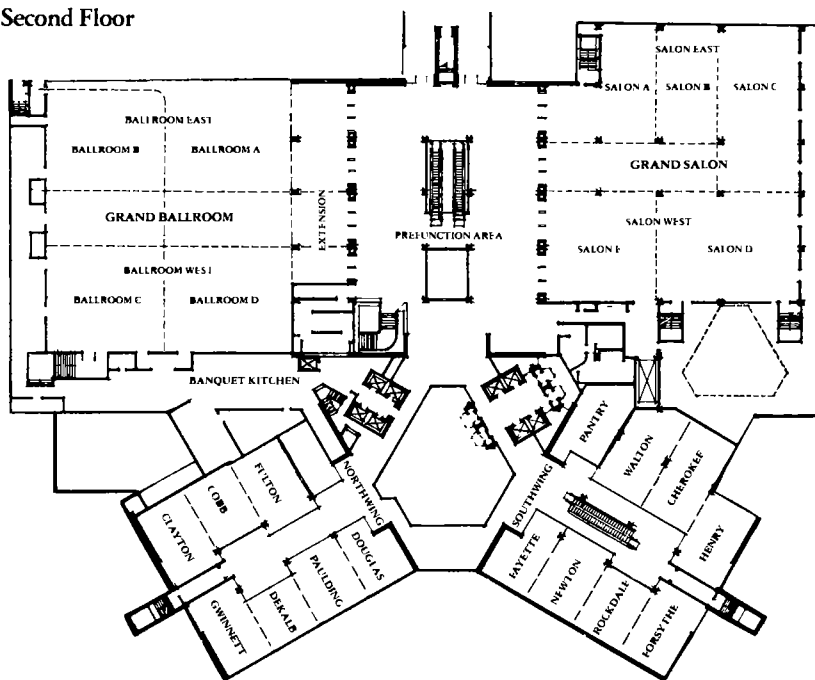 Second Floor
SALON EAST
SALON A
SALON B
SALON C
BALLROOM EAST
BALLROOM B
BALLROOM A
GRAND SALON
GRAND BALLROOM
EXTENSION
SALON WEST
PREFUNCTION AREA
SALON E
SALON D
BALLROOM WEST
BALLROOM C
BALLROOM D
BANQUET KITCHEN
PANTRY
WALTON
CHEROKEE
FULTON
COBB
CLAYTON
NORTHWING
SOUTHWING
HENRY
DOUGLAS
PAULDING
DEKALB
GWINNETT
FAYETTE
NEWTON
ROCKDALE
FORSYTHE